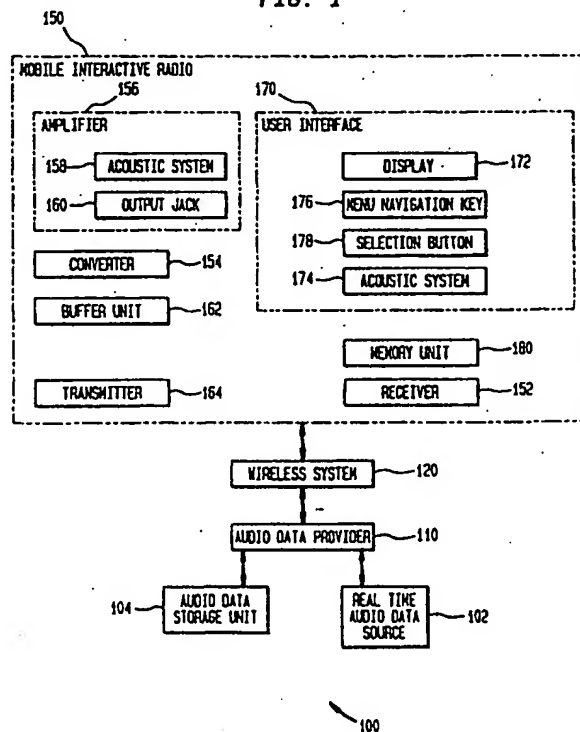 FIG. 1
150
MOBILE INTERACTIVE RADIO
156
170
AMPLIFIER
USER INTERFACE
158
ACOUSTIC SYSTEM
DISPLAY
172
160
OUTPUT JACK
176
MENU NAVIGATION KEY
178
SELECTION BUTTON
CONVERTER
154
174
ACOUSTIC SYSTEM
BUFFER UNIT
162
MEMORY UNIT
180
TRANSMITTER
164
RECEIVER
152
WIRELESS SYSTEM
120
AUDIO DATA PROVIDER
110
104
AUDIO DATA
STORAGE UNIT
REAL TIME
AUDIO DATA
SOURCE
102
100